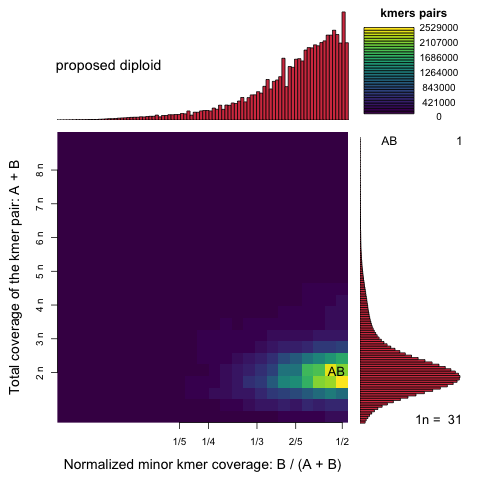 kmers pairs
proposed diploid
2529000
2107000
1686000
1264000
843000
421000
0
AB 1
Total coverage of the kmer pair: A + B
8 n
7 n
6 n
5 n
4 n
3 n
2 n
AB
1n = 31
1/5 1/4 1/3 2/5 1/2
Normalized minor kmer coverage: B / (A + B)